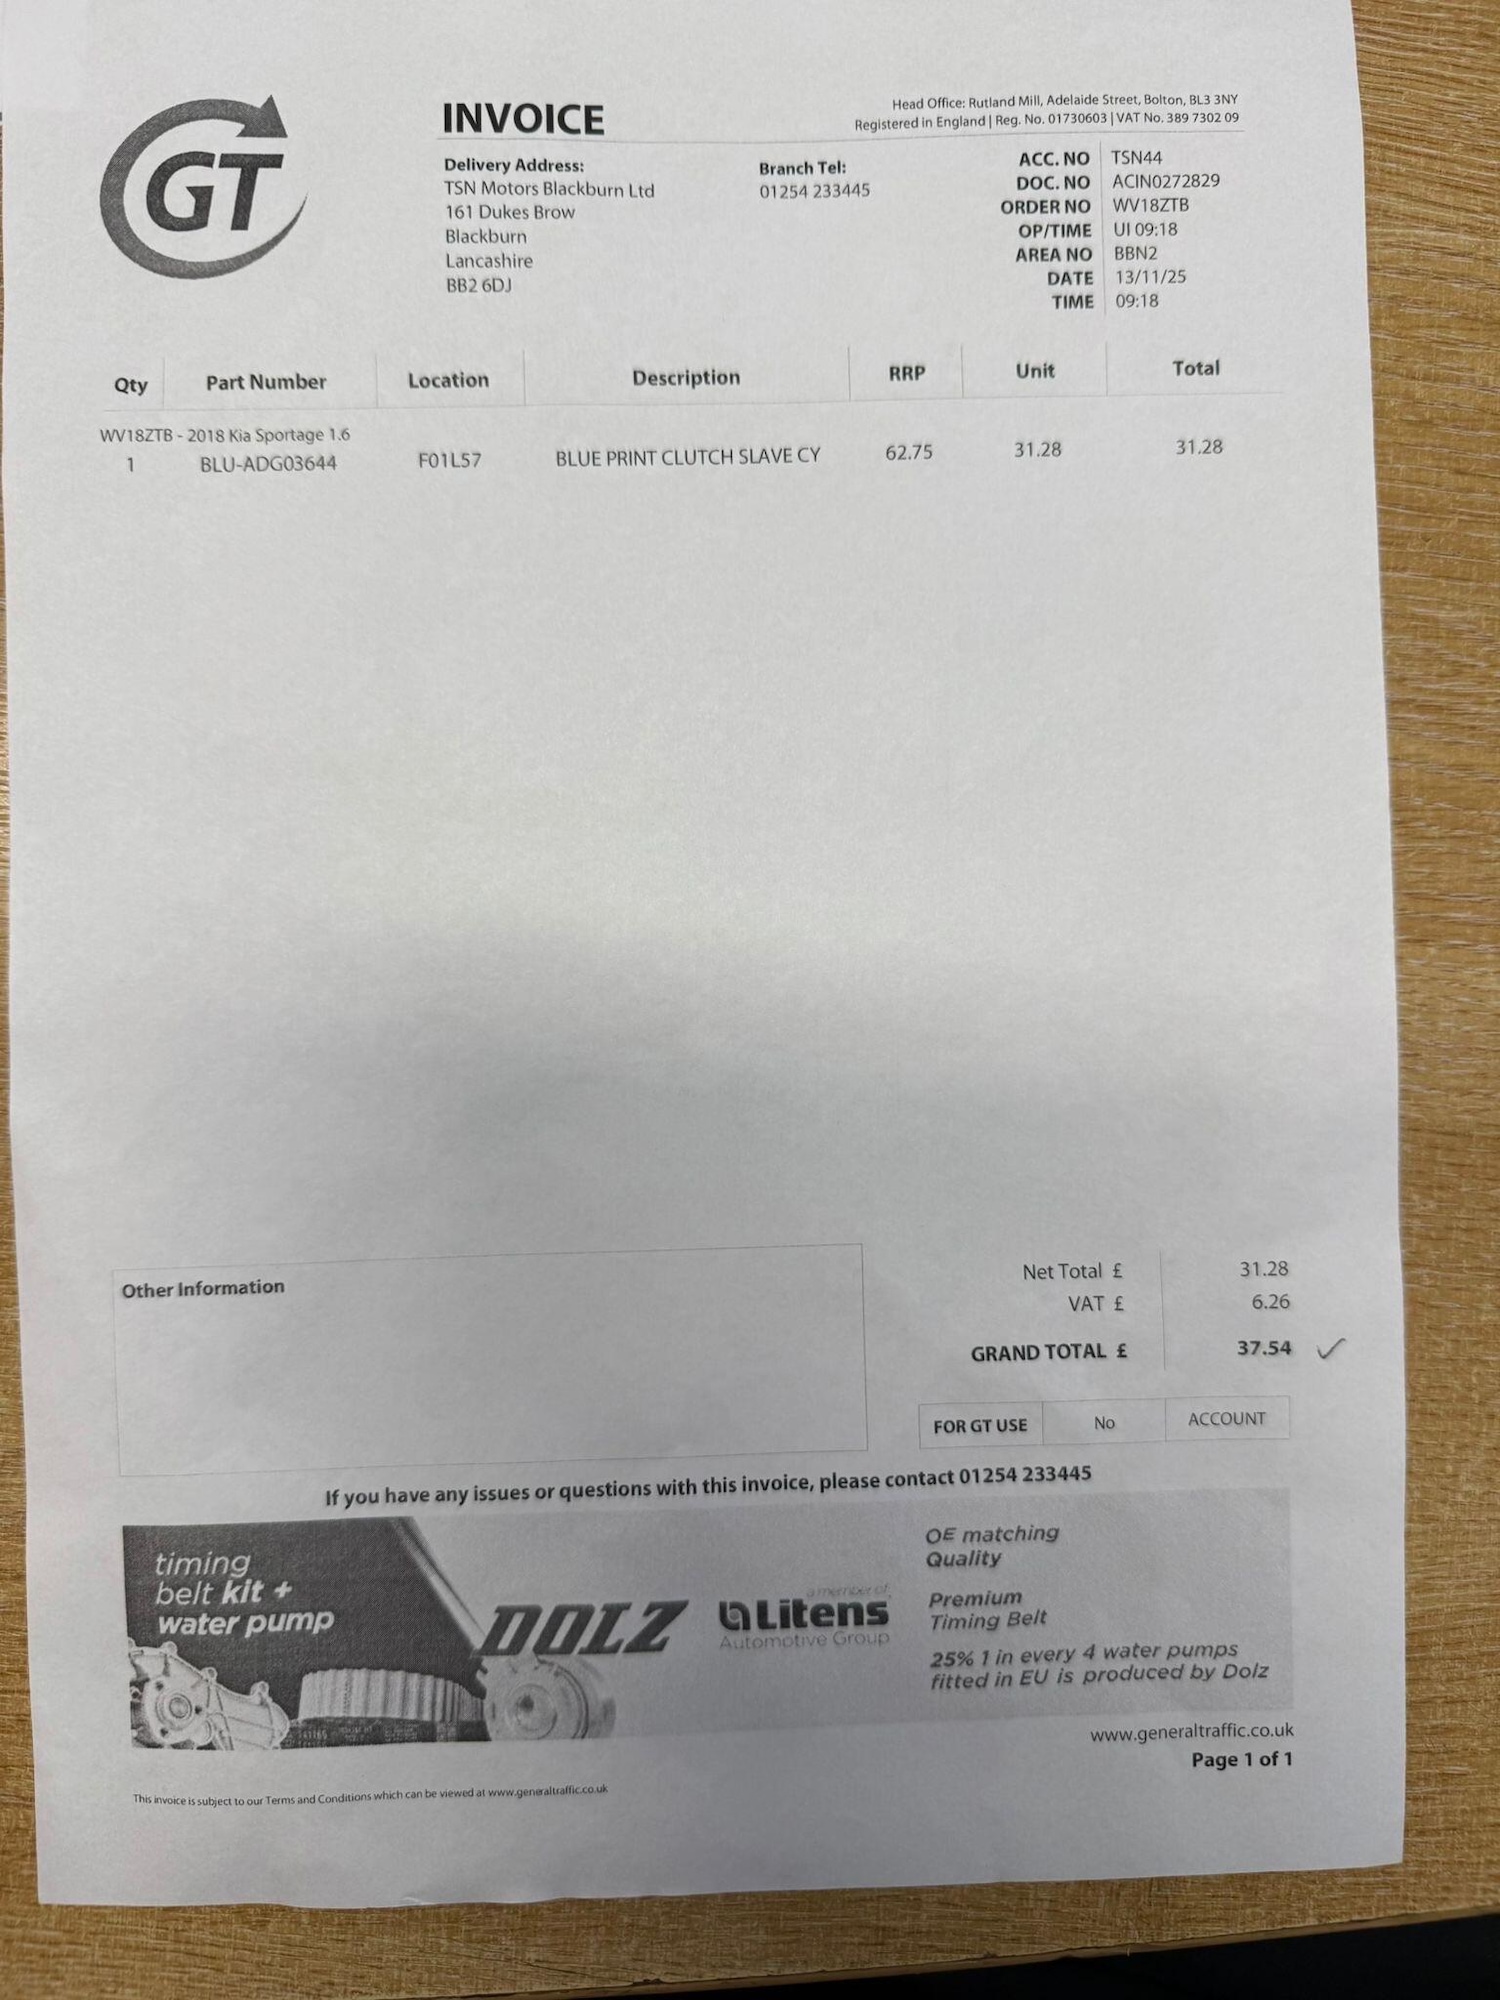 GT
INVOICE
Head Office: Rutland Mill, Adelaide Street, Bolton, BL3 3NY
Registered in England | Reg. No. 01730603 | VAT No. 389 7302 09
Delivery Address:
TSN Motors Blackburn Ltd
161 Dukes Brow
Blackburn
Lancashire
BB2 6DJ
Branch Tel:
01254 233445
ACC. NO TSN44
DOC. NO ACIN0272829
ORDER NO WV18ZTB
OP/TIME UI 09:18
AREA NO BBN2
DATE 13/11/25
TIME 09:18
Qty Part Number Location Description RRP Unit Total
WV18ZTB - 2018 Kia Sportage 1.6
1 BLU-ADG03644 F01L57 BLUE PRINT CLUTCH SLAVE CY 62.75 31.28 31.28
Other Information
Net Total £ 31.28
VAT £ 6.26
GRAND TOTAL £ 37.54 ✓
FOR GT USE No ACCOUNT
If you have any issues or questions with this invoice, please contact 01254 233445
timing
belt kit +
water pump
DOLZ
a member of
Litens
Automotive Group
OE matching
Quality
Premium
Timing Belt
25% 1 in every 4 water pumps
fitted in EU is produced by Dolz
www.generaltraffic.co.uk
Page 1 of 1
This invoice is subject to our Terms and Conditions which can be viewed at www.generaltraffic.co.uk